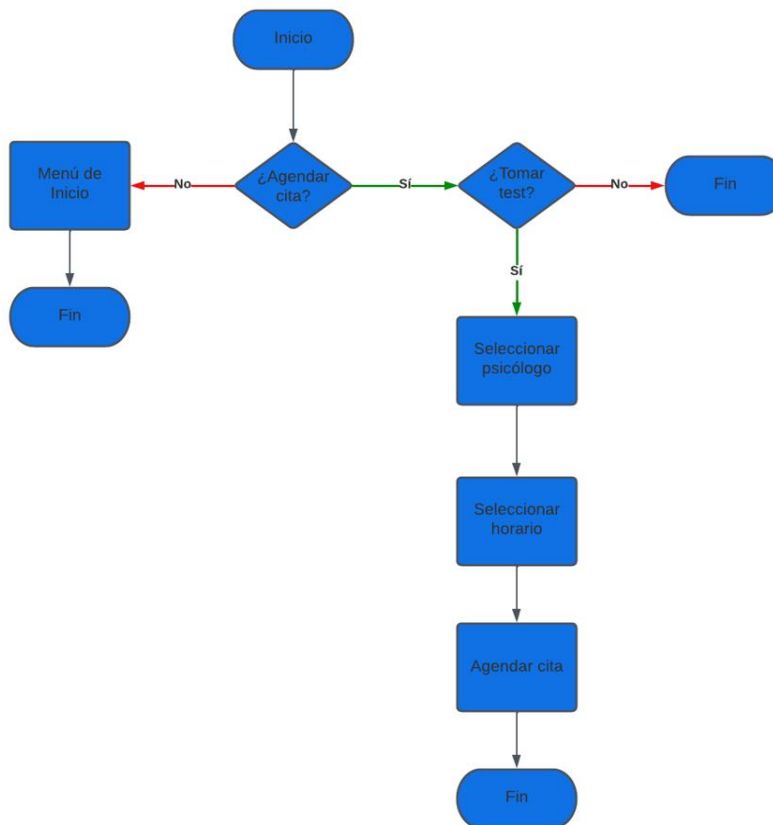 Inicio
Menú de
Inicio
No
¿Agendar
cita?
Sí
¿Tomar
test?
No
Fin
Fin
Sí
Seleccionar
psicólogo
Seleccionar
horario
Agendar cita
Fin